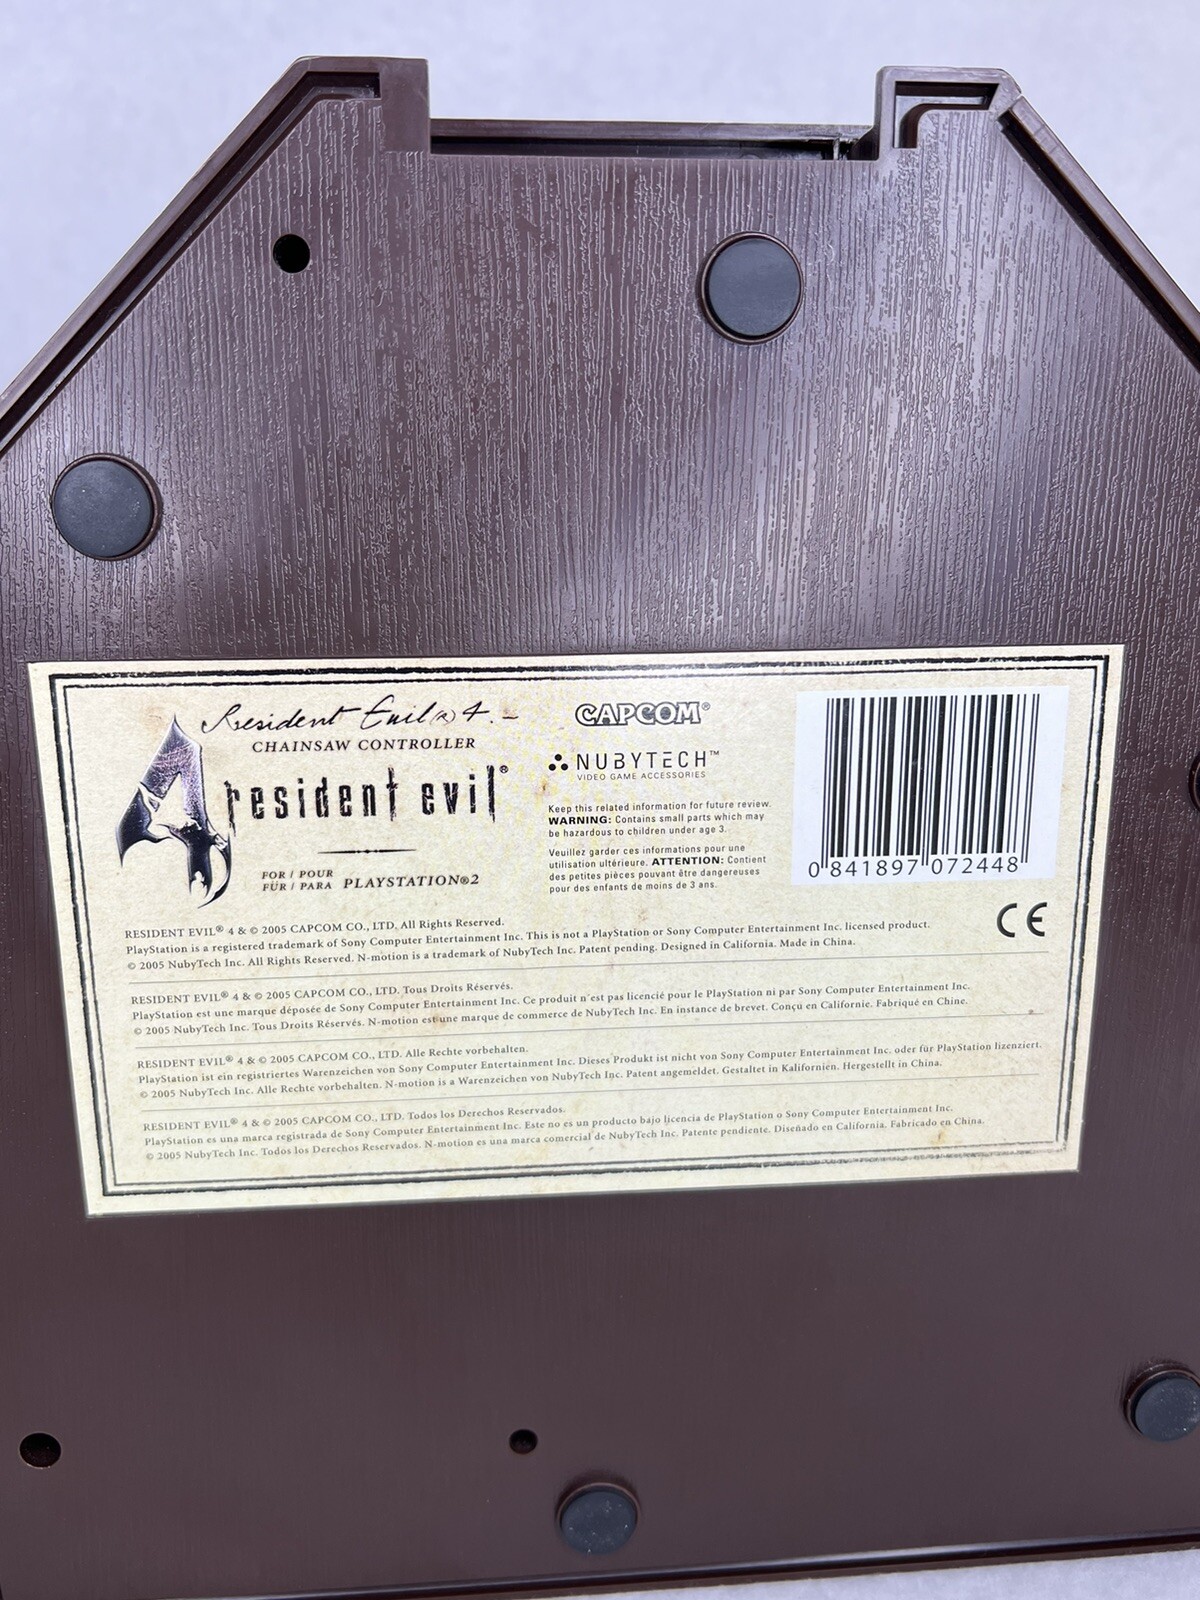 Resident Evil(R) 4.
CHAINSAW CONTROLLER
4
resident evil®
FOR / POUR
FÜR / PARA PLAYSTATION®2
CAPCOM®
NUBYTECH™
VIDEO GAME ACCESSORIES
Keep this related information for future review.
WARNING: Contains small parts which may
be hazardous to children under age 3.
Veuillez garder ces informations pour une
utilisation ultérieure. ATTENTION: Contient
des petites pièces pouvant être dangereuses
pour des enfants de moins de 3 ans.
0 841897 072448
CE
RESIDENT EVIL® 4 & © 2005 CAPCOM CO., LTD. All Rights Reserved.
PlayStation is a registered trademark of Sony Computer Entertainment Inc. This is not a PlayStation or Sony Computer Entertainment Inc. licensed product.
© 2005 NubyTech Inc. All Rights Reserved. N-motion is a trademark of NubyTech Inc. Patent pending. Designed in California. Made in China.
RESIDENT EVIL® 4 & © 2005 CAPCOM CO., LTD. Tous Droits Réservés.
PlayStation est une marque déposée de Sony Computer Entertainment Inc. Ce produit n'est pas licencié pour le PlayStation ni par Sony Computer Entertainment Inc.
© 2005 NubyTech Inc. Tous Droits Réservés. N-motion est une marque de commerce de NubyTech Inc. En instance de brevet. Conçu en Californie. Fabriqué en Chine.
RESIDENT EVIL® 4 & © 2005 CAPCOM CO., LTD. Alle Rechte vorbehalten.
PlayStation ist ein registriertes Warenzeichen von Sony Computer Entertainment Inc. Dieses Produkt ist nicht von Sony Computer Entertainment Inc. oder für PlayStation lizenziert.
© 2005 NubyTech Inc. Alle Rechte vorbehalten. N-motion is a Warenzeichen von NubyTech Inc. Patent angemeldet. Gestaltet in Kalifornien. Hergestellt in China.
RESIDENT EVIL® 4 & © 2005 CAPCOM CO., LTD. Todos los Derechos Reservados.
PlayStation es una marca registrada de Sony Computer Entertainment Inc. Este no es un producto bajo licencia de PlayStation o Sony Computer Entertainment Inc.
© 2005 NubyTech Inc. Todos los Derechos Reservados. N-motion es una marca comercial de NubyTech Inc. Patente pendiente. Diseñado en California. Fabricado en China.